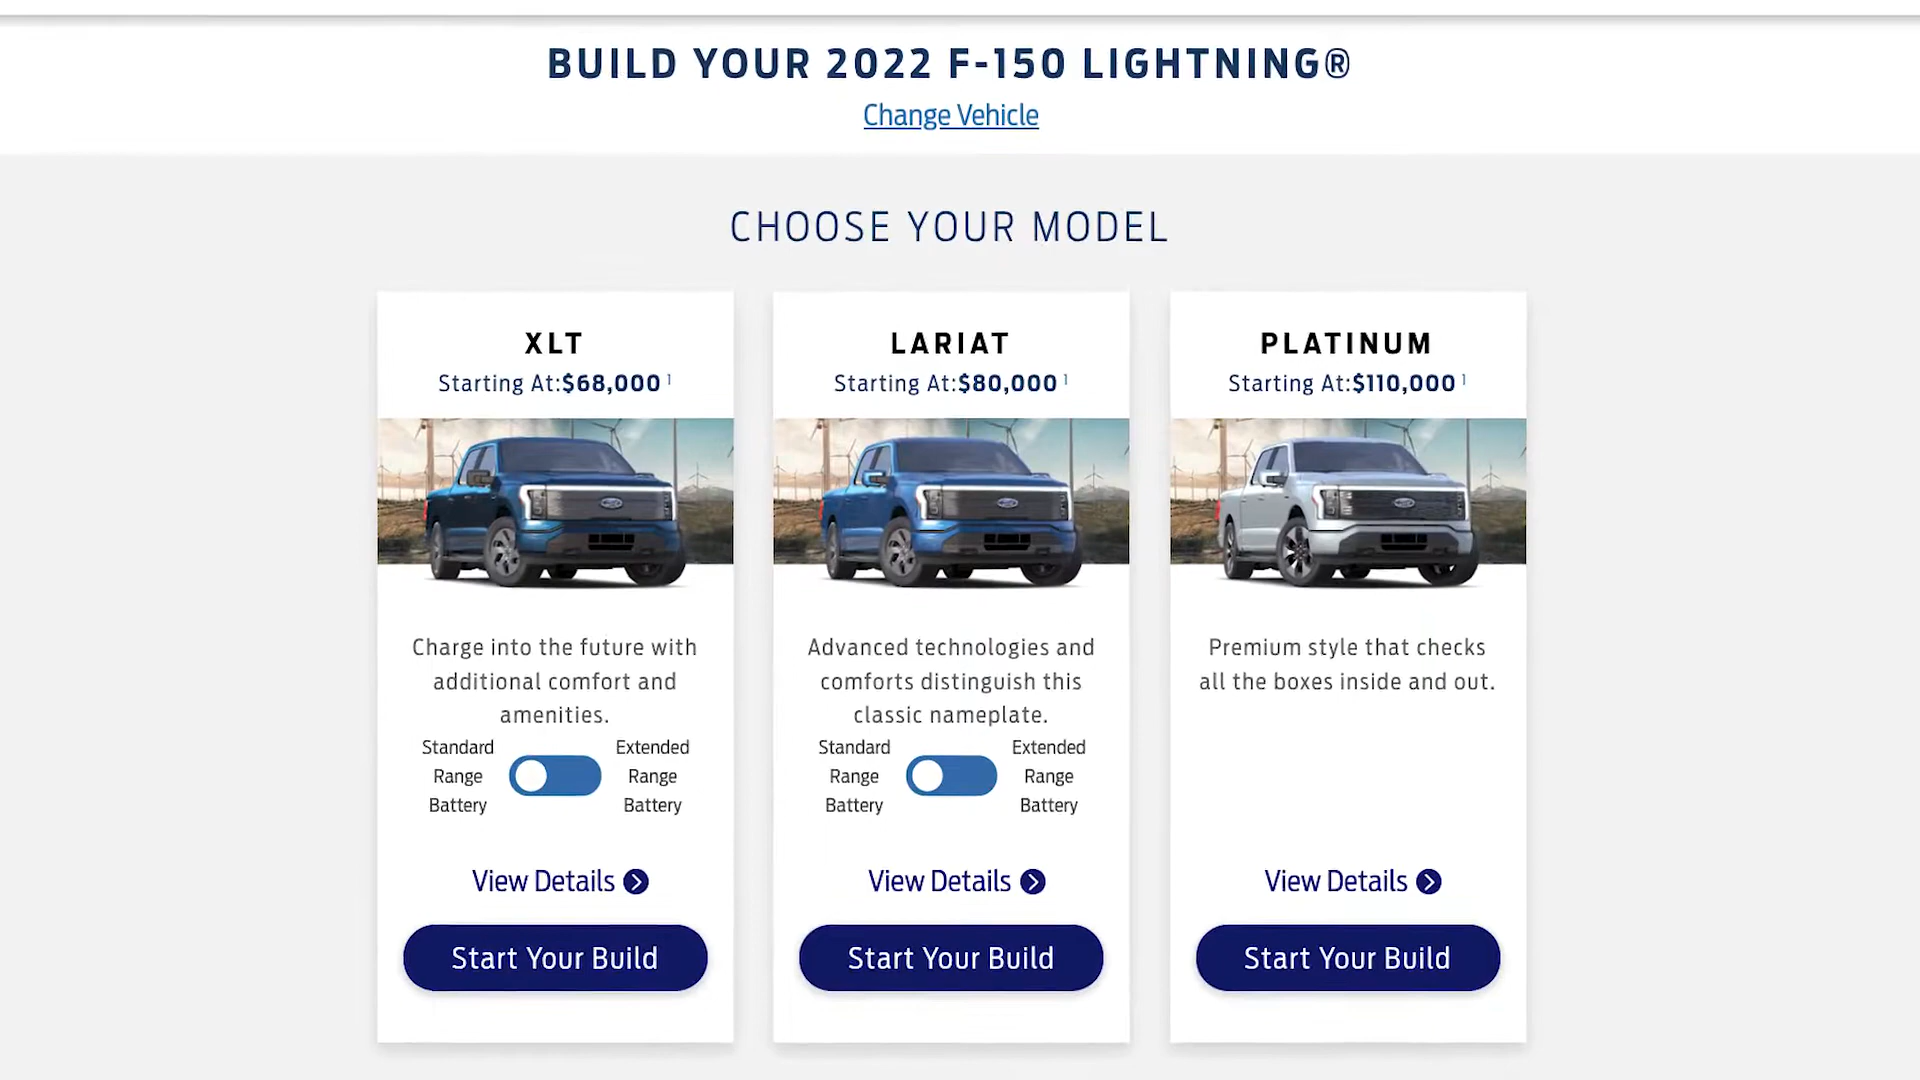 BUILD YOUR 2022 F-150 LIGHTNING®
Change Vehicle
CHOOSE YOUR MODEL
XLT
Starting At:$68,000 1
Charge into the future with
additional comfort and
amenities.
Standard
Range
Battery
Extended
Range
Battery
View Details
Start Your Build
LARIAT
Starting At:$80,000 1
Advanced technologies and
comforts distinguish this
classic nameplate.
Standard
Range
Battery
Extended
Range
Battery
View Details
Start Your Build
PLATINUM
Starting At:$110,000 1
Premium style that checks
all the boxes inside and out.
View Details
Start Your Build